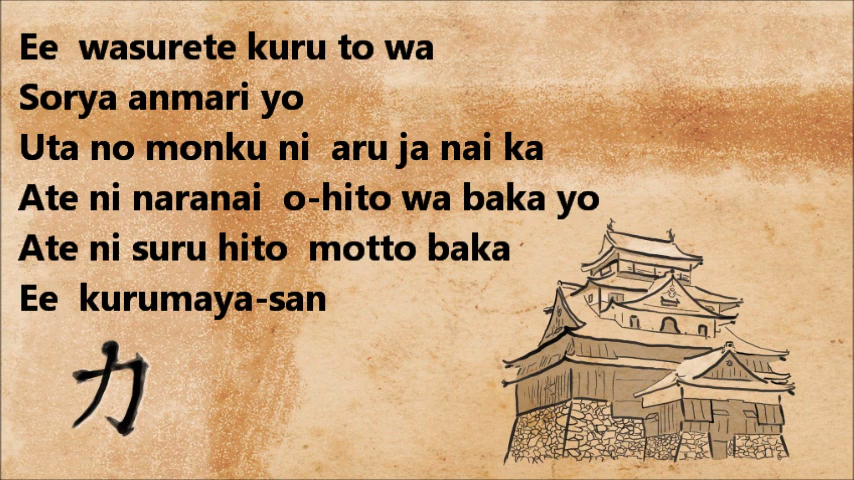 Ee  wasurete kuru to wa
Sorya anmari yo
Uta no monku ni  aru ja nai ka
Ate ni naranai  o-hito wa baka yo
Ate ni suru hito  motto baka
Ee  kurumaya-san
力